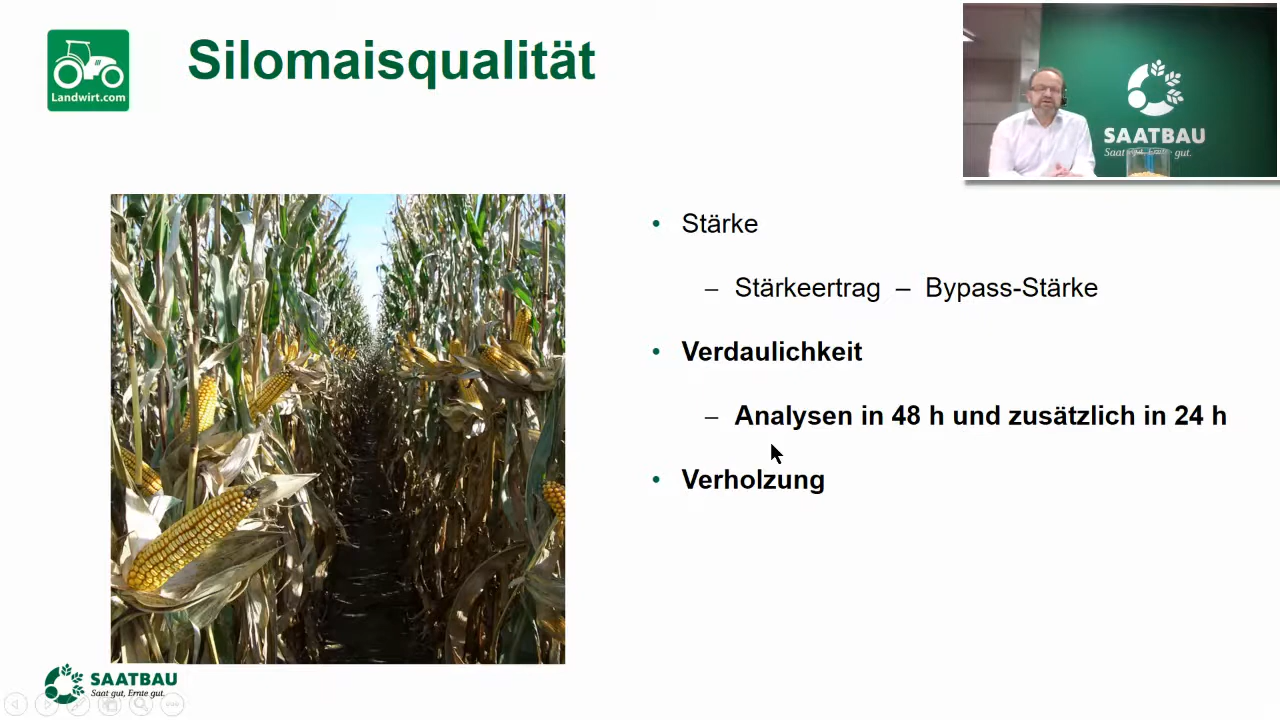 Silomaisqualität
Landwirt.com
SAATBAU
Saat gut, Ernte gut.
• Stärke
– Stärkeertrag – Bypass-Stärke
• Verdaulichkeit
– Analysen in 48 h und zusätzlich in 24 h
• Verholzung
SAATBAU
Saat gut, Ernte gut.